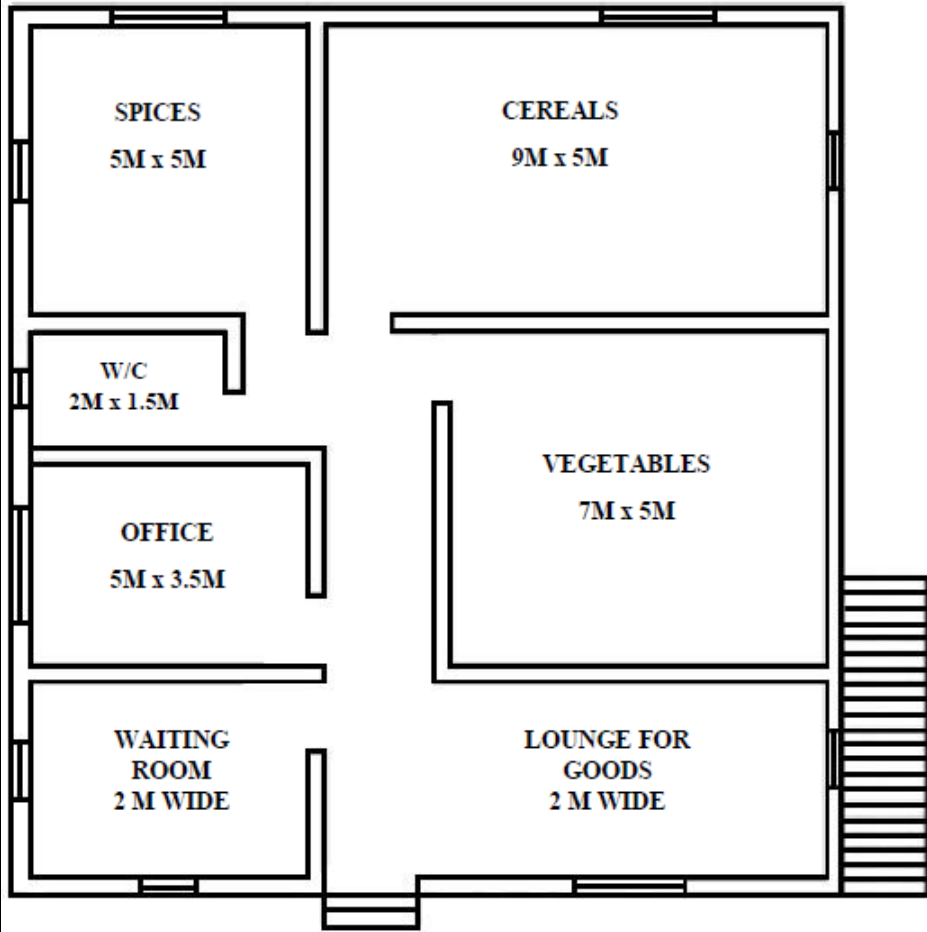 SPICES
5M x 5M
CEREALS
9M x 5M
W/C
2M x 1.5M
VEGETABLES
7M x 5M
OFFICE
5M x 3.5M
WAITING
ROOM
2 M WIDE
LOUNGE FOR
GOODS
2 M WIDE